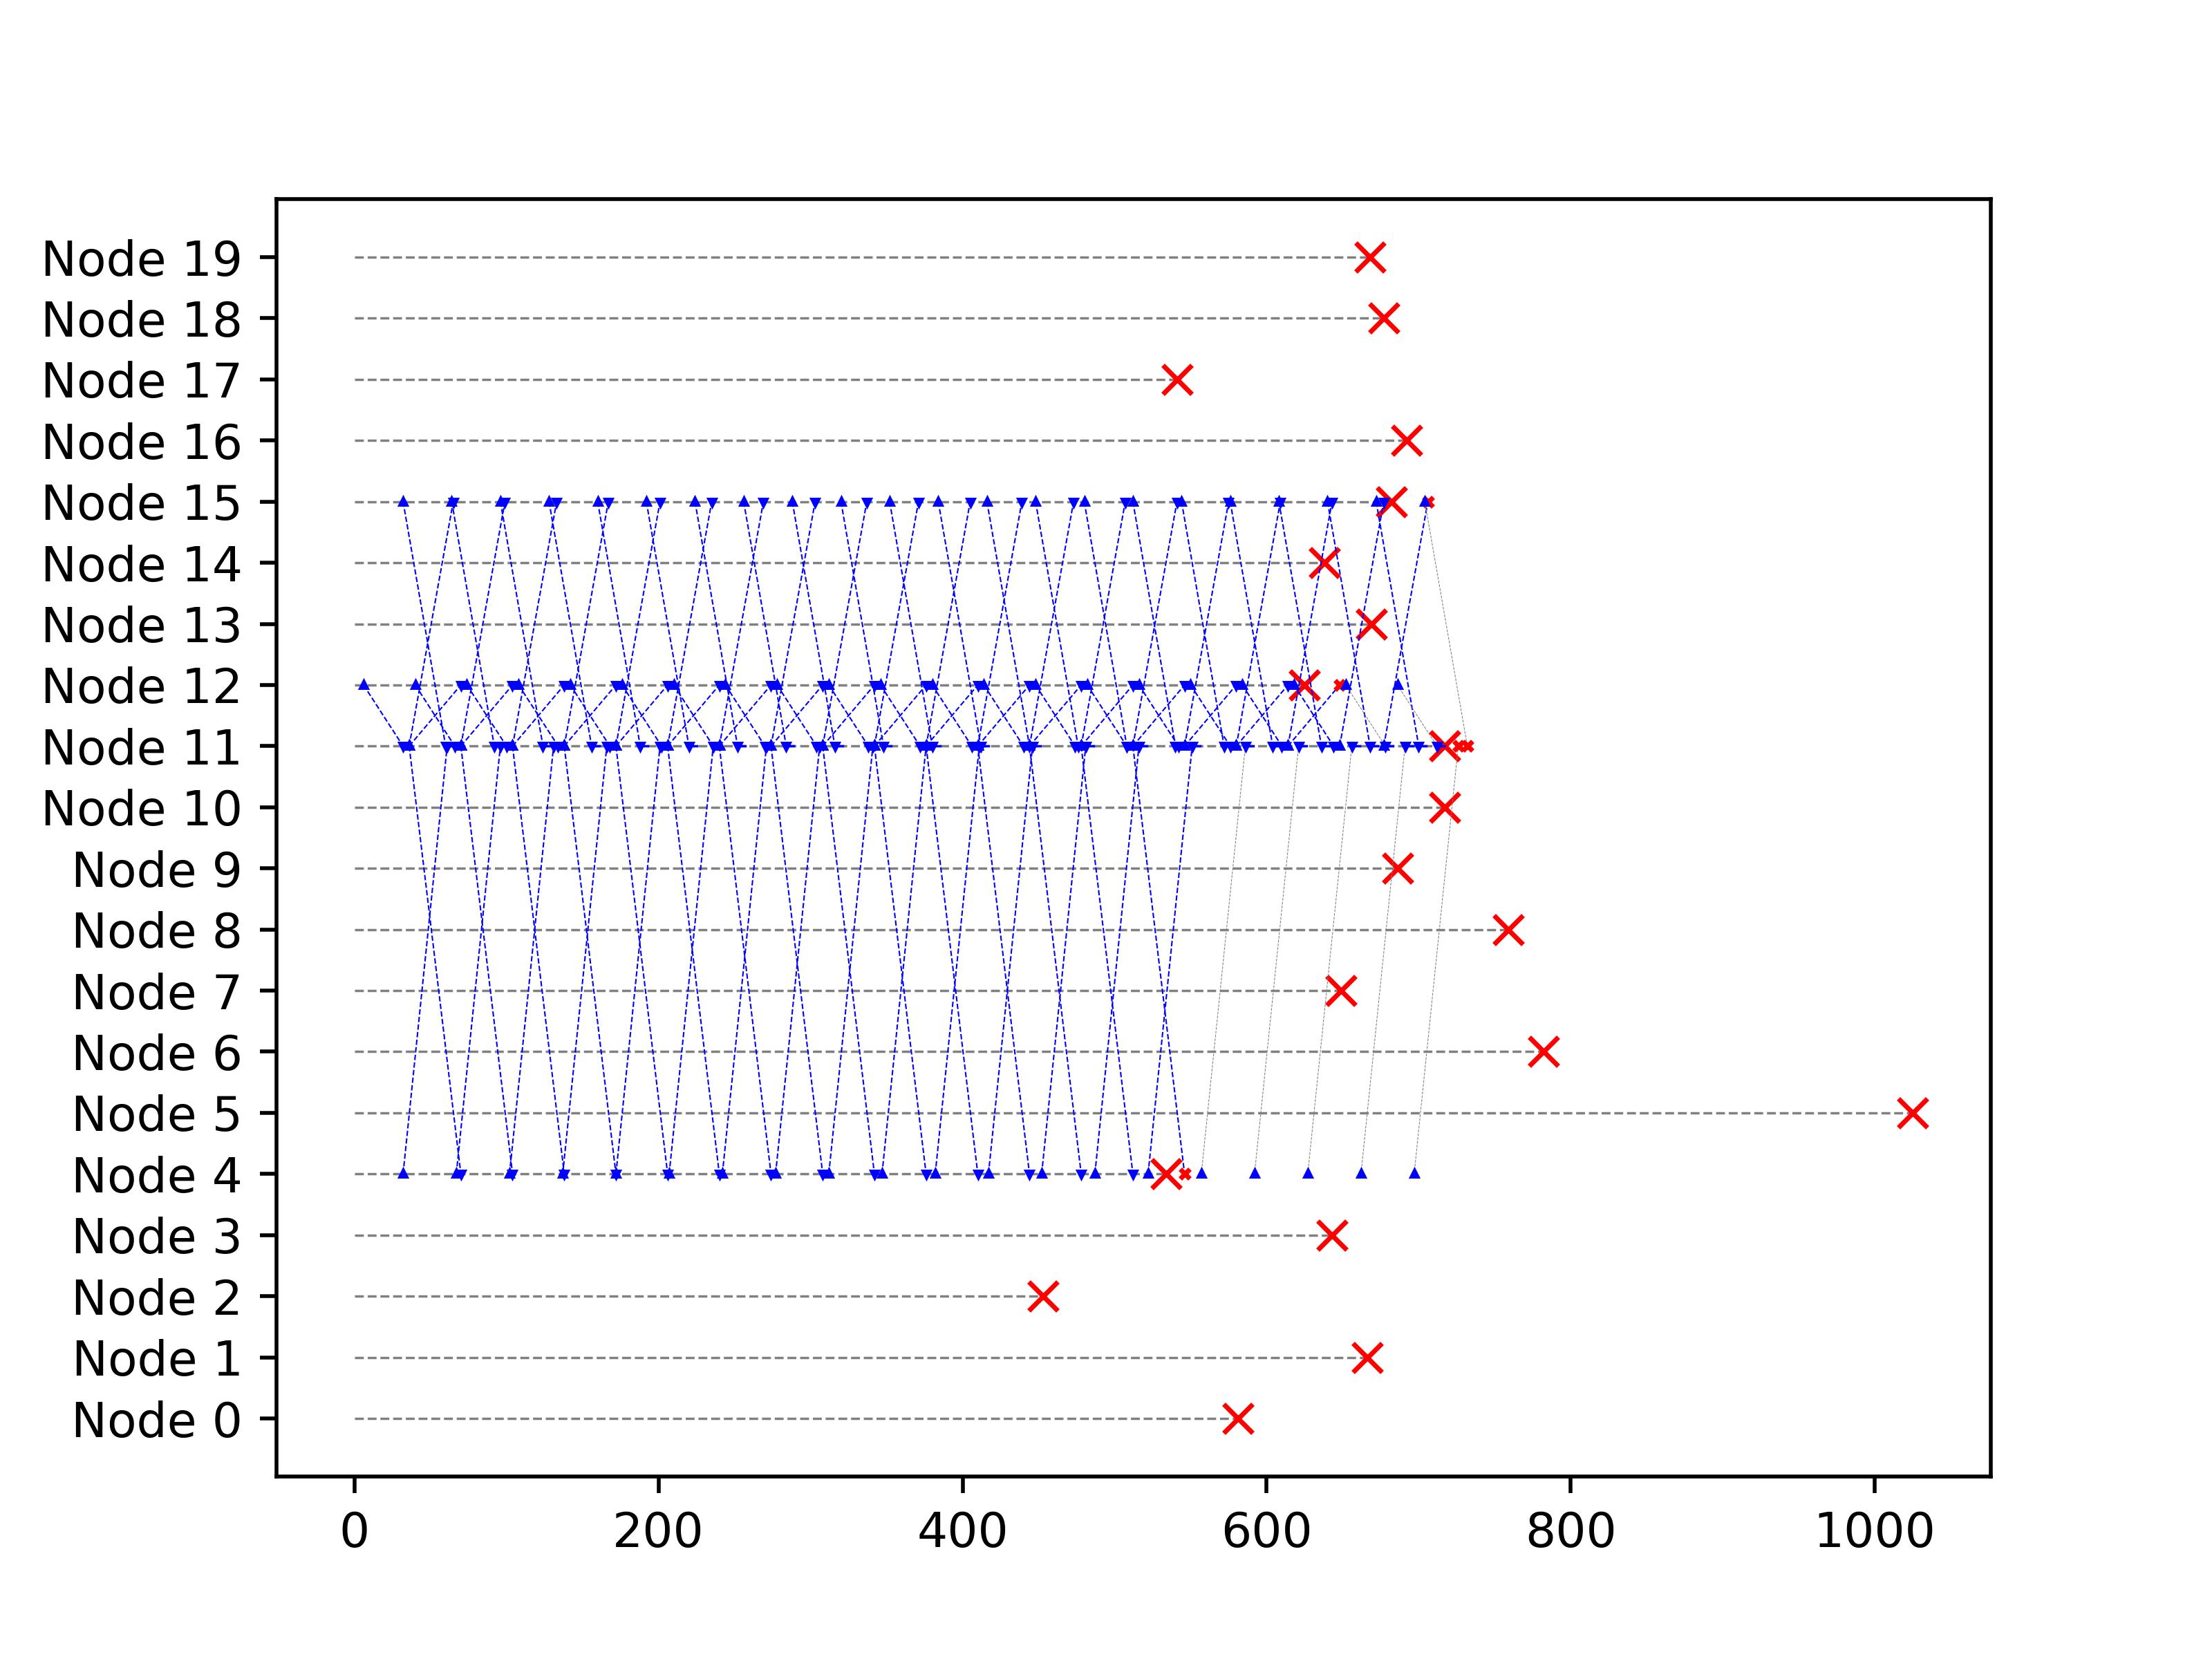 Node 19
Node 18
Node 17
Node 16
Node 15
Node 14
Node 13
Node 12
Node 11
Node 10
Node 9
Node 8
Node 7
Node 6
Node 5
Node 4
Node 3
Node 2
Node 1
Node 0
0 200 400 600 800 1000